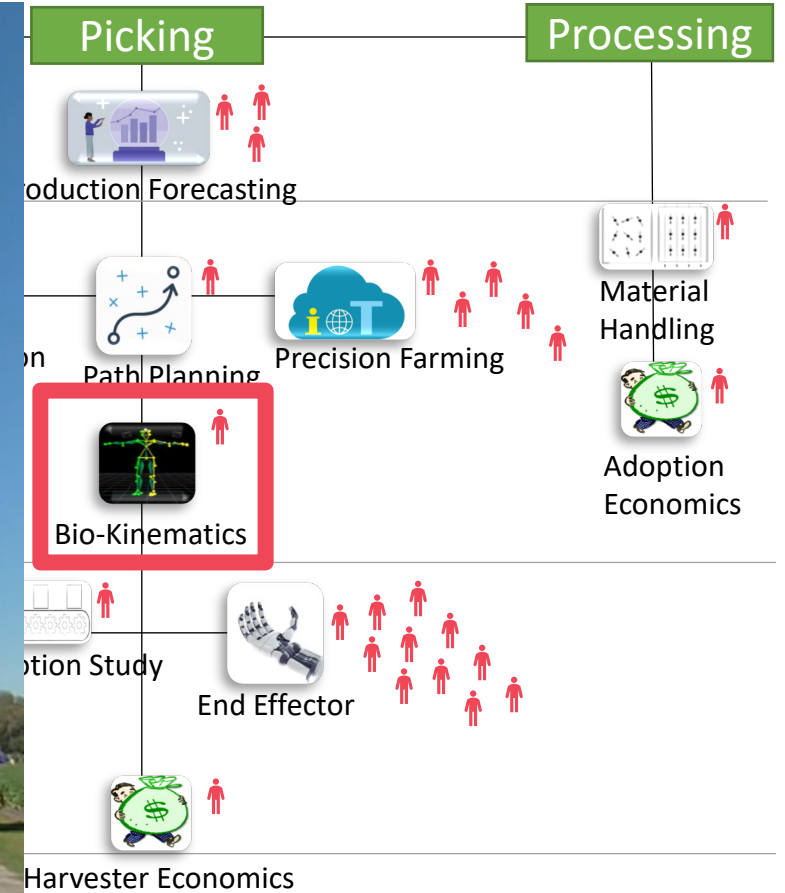 Picking
Processing
roduction Forecasting
Material
Handling
iOT
on
Path Planning
Precision Farming
Adoption
Economics
$
Bio-Kinematics
otion Study
End Effector
$
Harvester Economics